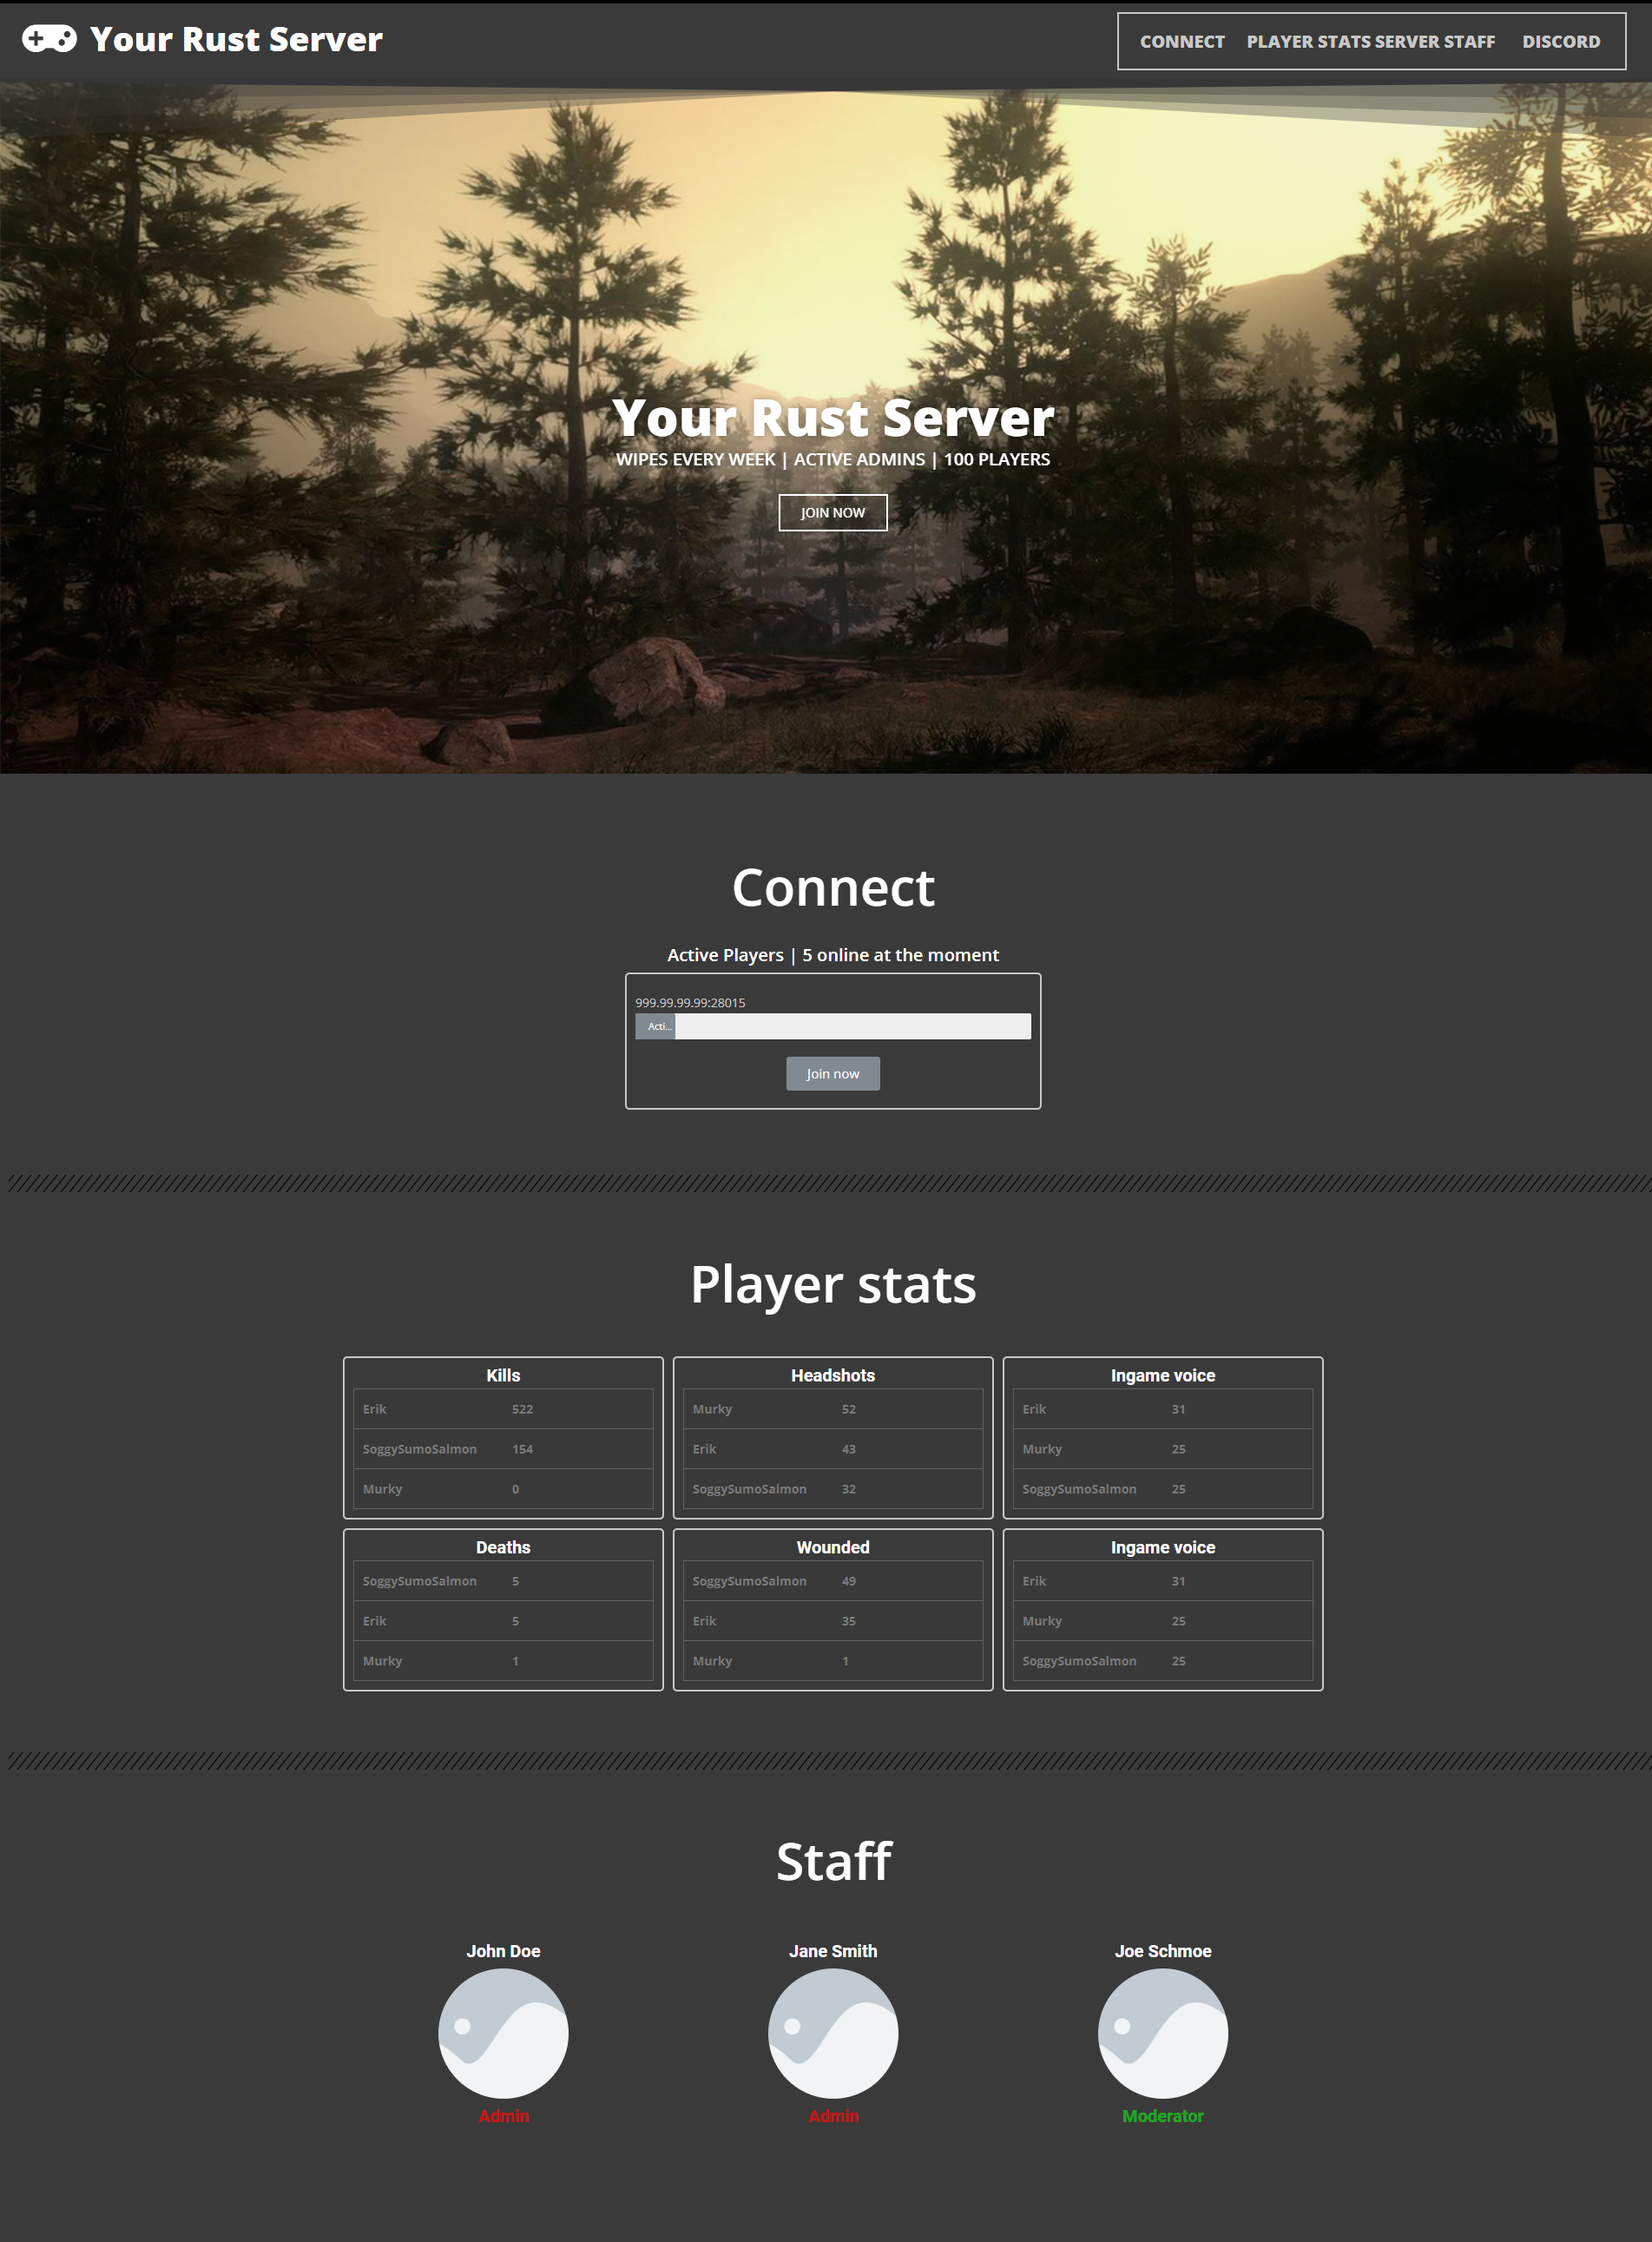 Your Rust Server
CONNECT PLAYER STATS SERVER STAFF DISCORD
Your Rust Server
WIPES EVERY WEEK | ACTIVE ADMINS | 100 PLAYERS
JOIN NOW
Connect
Active Players | 5 online at the moment
999.99.99.99:28015
Acti...
Join now
Player stats
Kills
Erik 522
SoggySumoSalmon 154
Murky 0
Headshots
Murky 52
Erik 43
SoggySumoSalmon 32
Ingame voice
Erik 31
Murky 25
SoggySumoSalmon 25
Deaths
SoggySumoSalmon 5
Erik 5
Murky 1
Wounded
SoggySumoSalmon 49
Erik 35
Murky 1
Ingame voice
Erik 31
Murky 25
SoggySumoSalmon 25
Staff
John Doe
Admin
Jane Smith
Admin
Joe Schmoe
Moderator